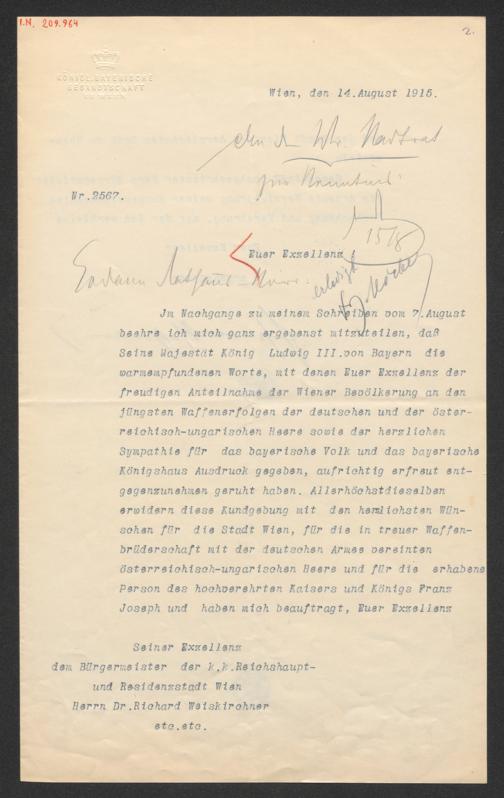 I.N. 209.964
2.
KÖNIGL. BAYERISCHE
GESANDTSCHAFT
IN WIEN
Wien, den 14.August 1915.
Nr.2567.
15/8
Euer Exzellenz !
erledigt
Jm Nachgange zu meinem Schreiben vom 7.August
beehre ich mich ganz ergebenst mitzuteilen, daß
Seine Majestät König Ludwig III.von Bayern die
warmempfundenen Worte, mit denen Euer Exzellenz der
freudigen Anteilnahme der Wiener Bevölkerung an den
jüngsten Waffenerfolgen der deutschen und der öster-
reichisch-ungarischen Heere sowie der herzlichen
Sympathie für das bayerische Volk und das bayerische
Königshaus Ausdruck gegeben, aufrichtig erfreut ent-
gegenzunehmen geruht haben. Allerhöchstdieselben
erwidern diese Kundgebung mit den herzlichsten Wün-
schen für die Stadt Wien, für die in treuer Waffen-
brüderschaft mit der deutschen Armee vereinten
österreichisch-ungarischen Heere und für die erhabene
Person des hochverehrten Kaisers und Königs Franz
Joseph und haben mich beauftragt, Euer Exzellenz
Seiner Exzellenz
dem Bürgermeister der k.k.Reichshaupt-
und Residenzstadt Wien
Herrn Dr.Richard Weiskirchner
etc.etc.